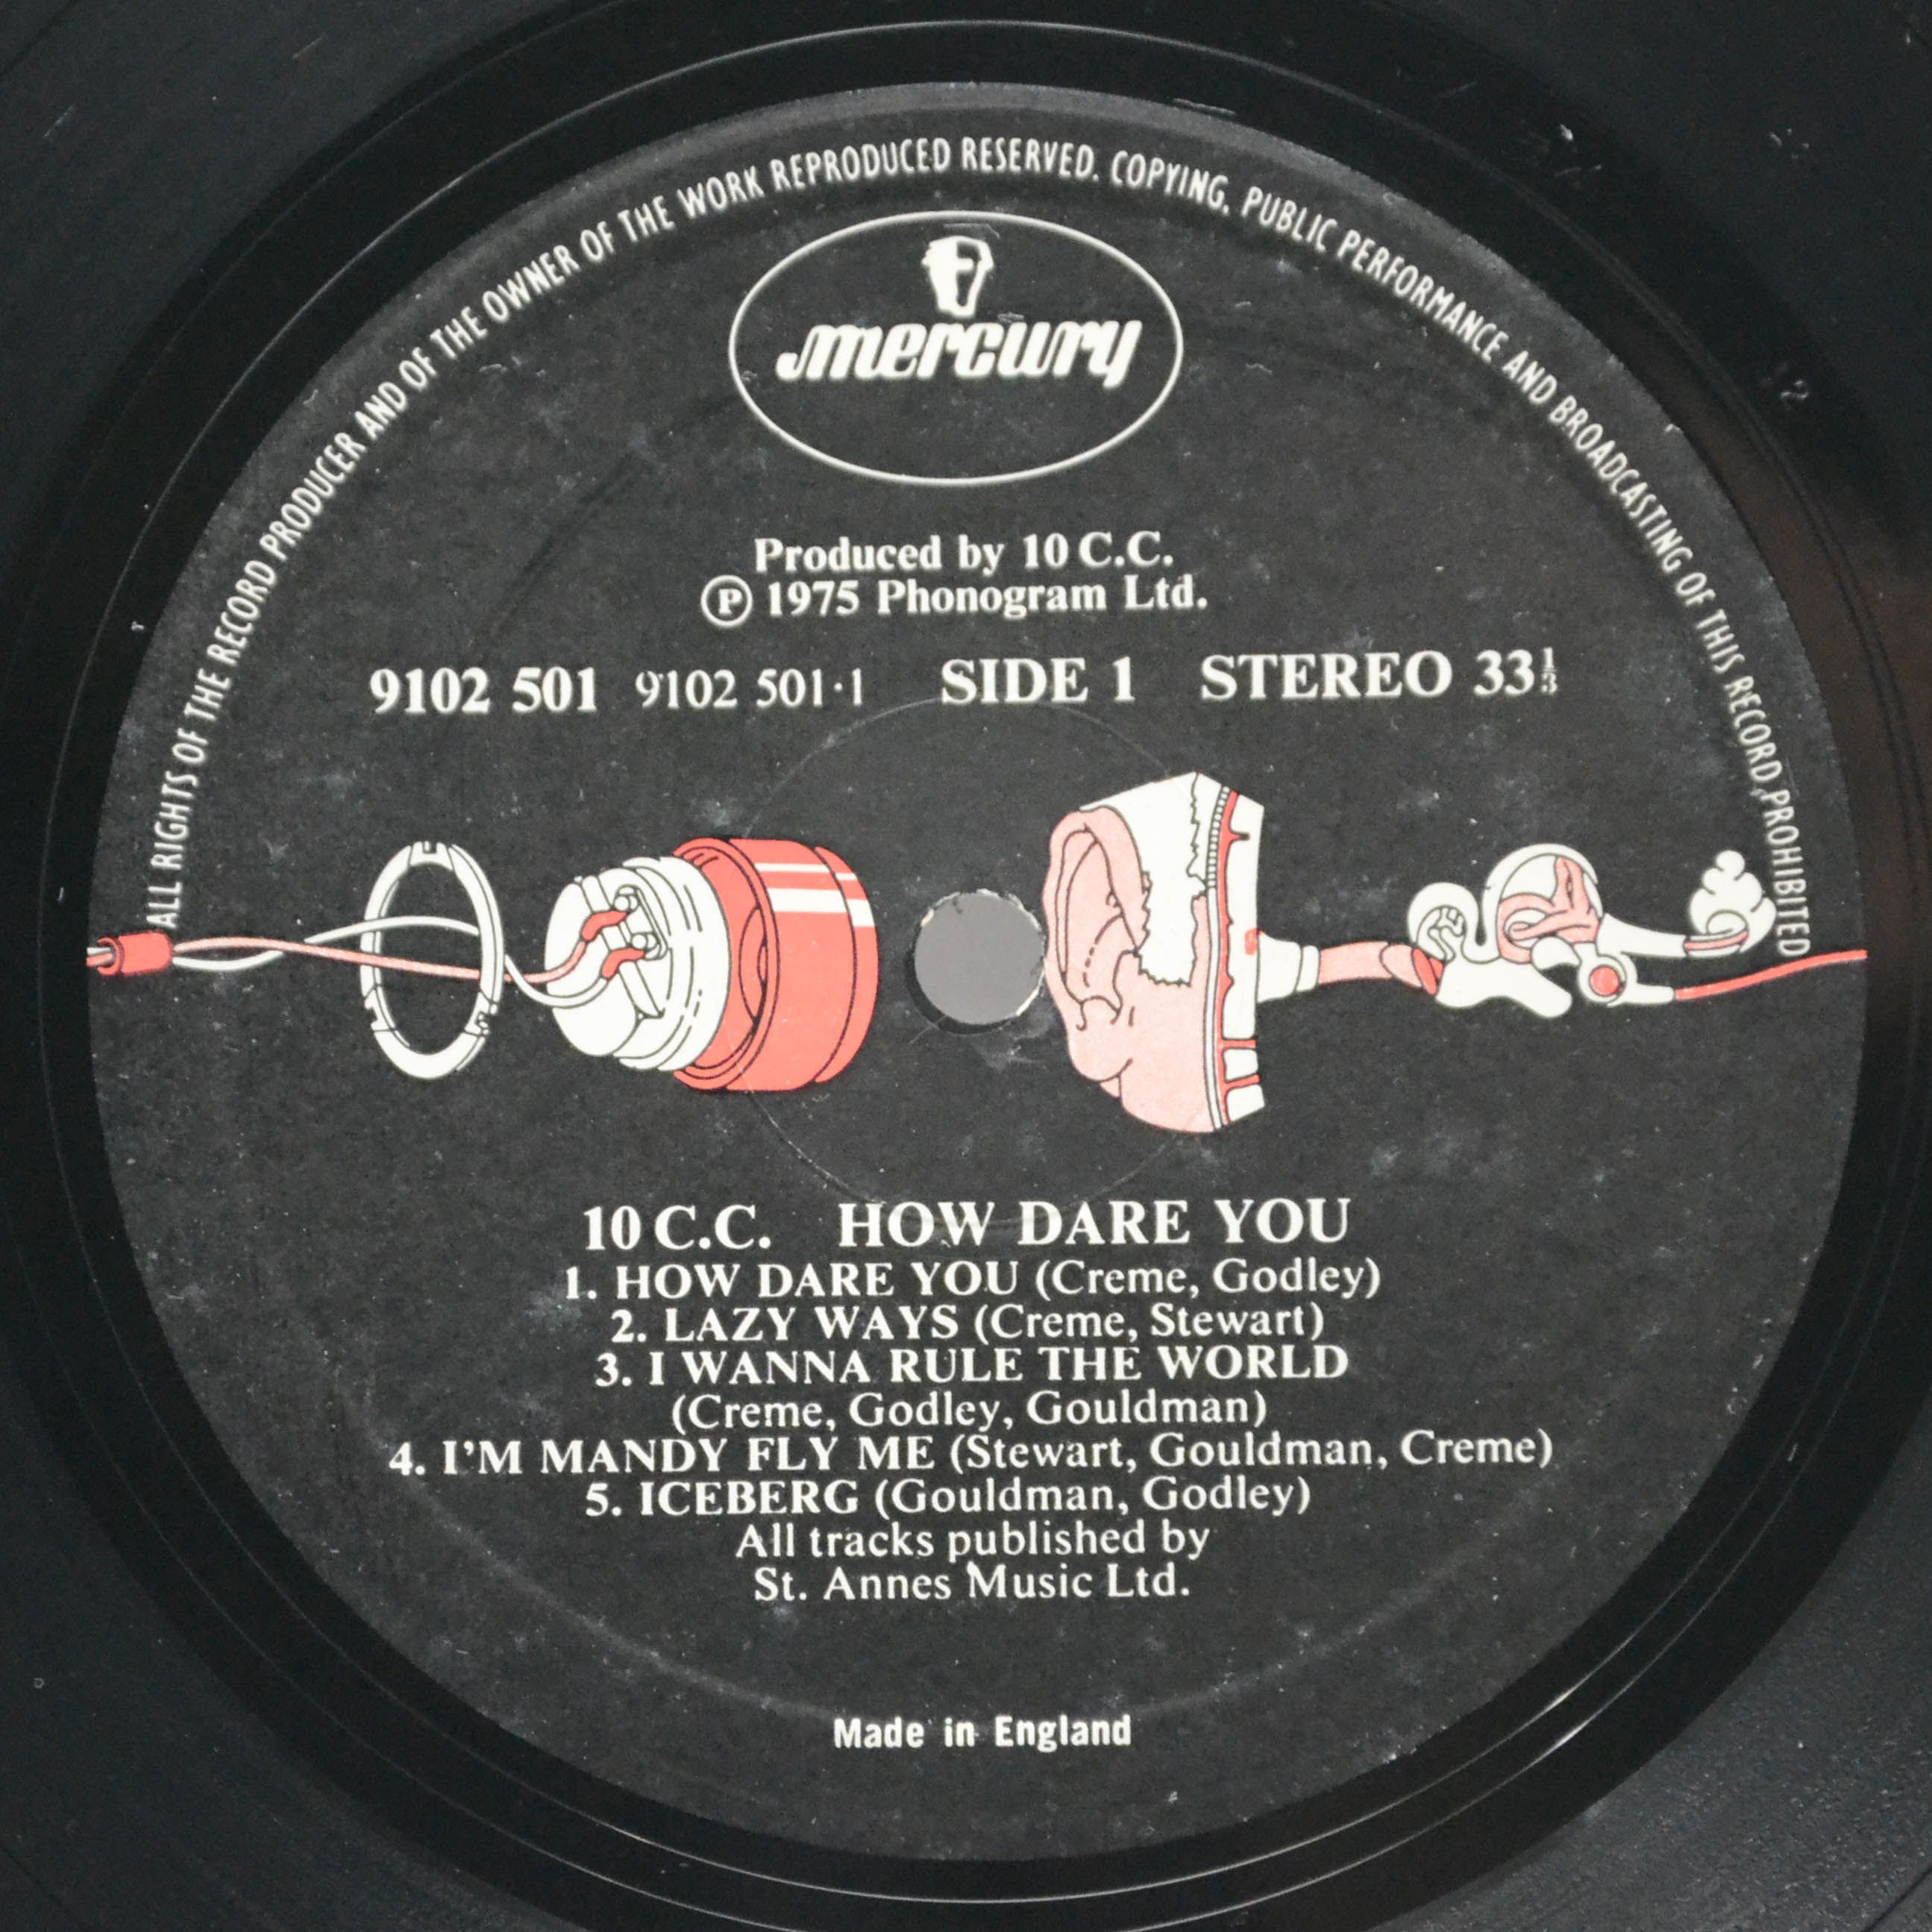 ALL RIGHTS OF THE RECORD PRODUCER AND OF THE OWNER OF THE WORK REPRODUCED RESERVED. COPYING, PUBLIC PERFORMANCE AND BROADCASTING OF THIS RECORD PROHIBITED
mercury
Produced by 10 C.C.
Ⓟ 1975 Phonogram Ltd.
9102 501 9102 501·1 SIDE 1 STEREO 33⅓
10 C.C. HOW DARE YOU
1. HOW DARE YOU (Creme, Godley)
2. LAZY WAYS (Creme, Stewart)
3. I WANNA RULE THE WORLD
(Creme, Godley, Gouldman)
4. I'M MANDY FLY ME (Stewart, Gouldman, Creme)
5. ICEBERG (Gouldman, Godley)
All tracks published by
St. Annes Music Ltd.
Made in England